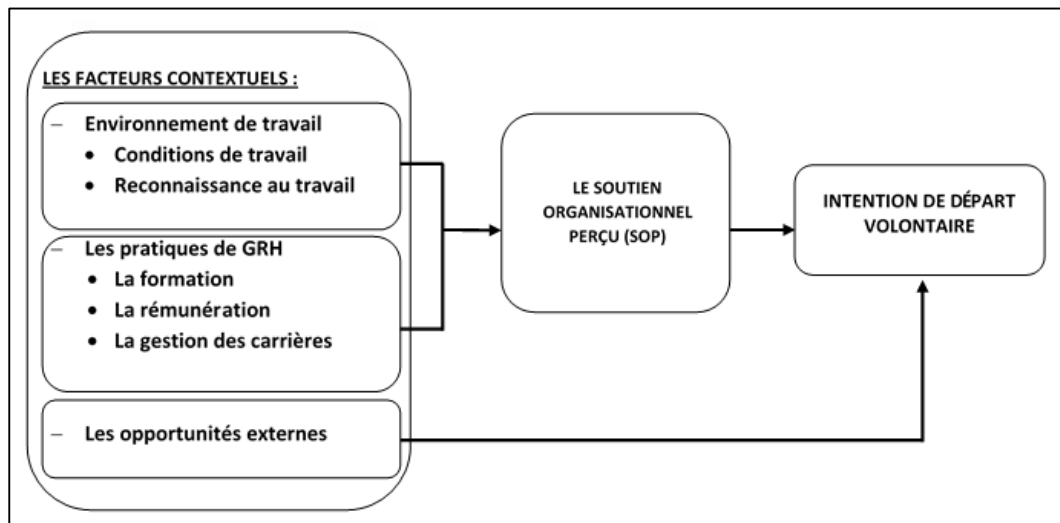 LES FACTEURS CONTEXTUELS :
– Environnement de travail
• Conditions de travail
• Reconnaissance au travail
– Les pratiques de GRH
• La formation
• La rémunération
• La gestion des carrières
– Les opportunités externes
LE SOUTIEN
ORGANISATIONNEL
PERÇU (SOP)
INTENTION DE DÉPART
VOLONTAIRE